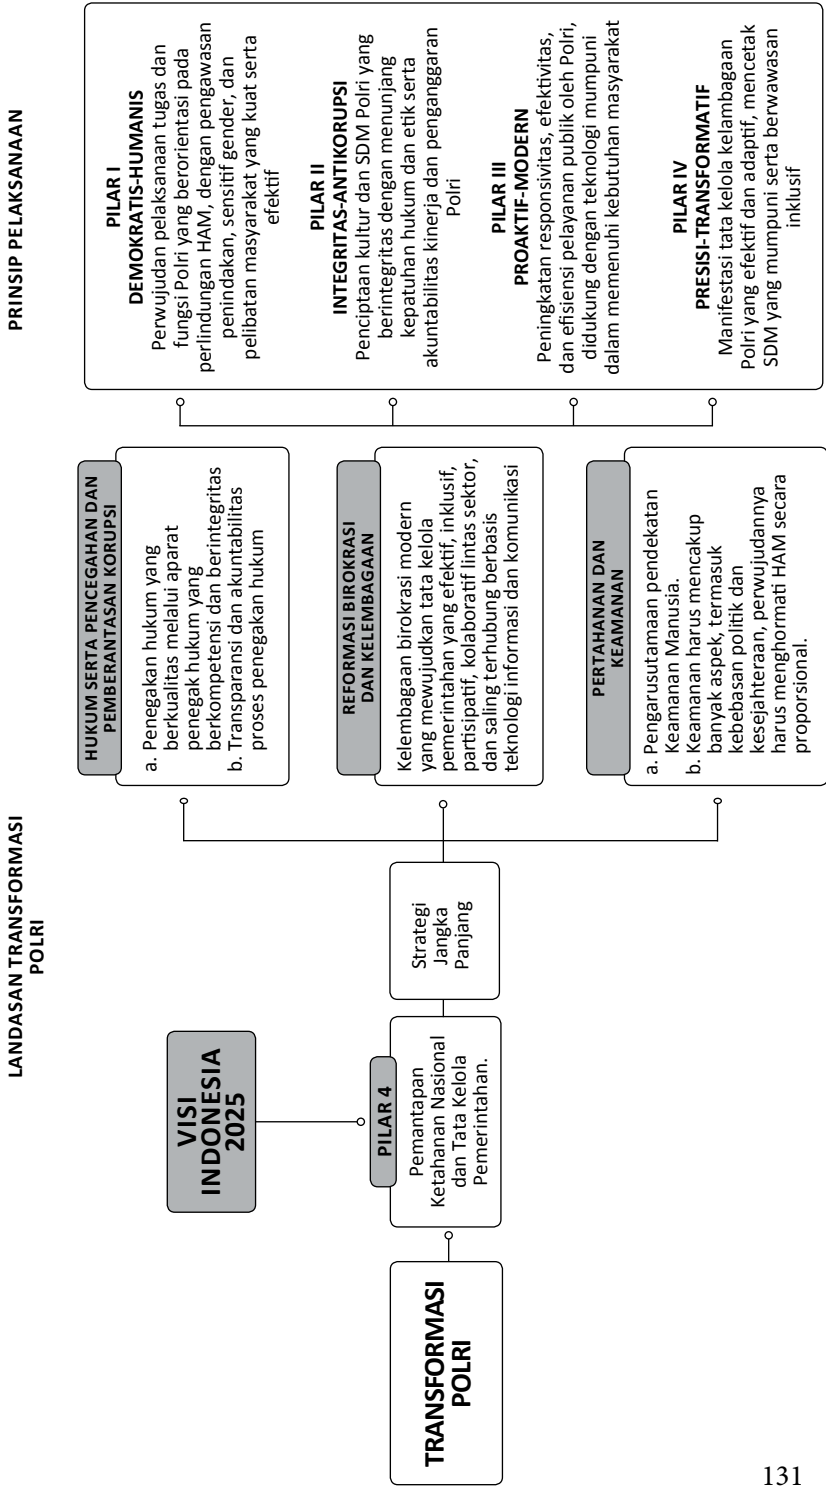 LANDASAN TRANSFORMASI
POLRI
PRINSIP PELAKSANAAN
TRANSFORMASI
POLRI
VISI
INDONESIA
2025
PILAR 4
Pemantapan
Ketahanan Nasional
dan Tata Kelola
Pemerintahan.
Strategi
Jangka
Panjang
HUKUM SERTA PENCEGAHAN DAN
PEMBERANTASAN KORUPSI
a. Penegakan hukum yang
berkualitas melalui aparat
penegak hukum yang
berkompetensi dan berintegritas
b. Transparansi dan akuntabilitas
proses penegakan hukum
REFORMASI BIROKRASI
DAN KELEMBAGAAN
Kelembagaan birokrasi modern
yang mewujudkan tata kelola
pemerintahan yang efektif, inklusif,
partisipatif, kolaboratif lintas sektor,
dan saling terhubung berbasis
teknologi informasi dan komunikasi
PERTAHANAN DAN
KEAMANAN
a. Pengarusutamaan pendekatan
Keamanan Manusia.
b. Keamanan harus mencakup
banyak aspek, termasuk
kebebasan politik dan
kesejahteraan, perwujudannya
harus menghormati HAM secara
proporsional.
PILAR I
DEMOKRATIS-HUMANIS
Perwujudan pelaksanaan tugas dan
fungsi Polri yang berorientasi pada
perlindungan HAM, dengan pengawasan
penindakan, sensitif gender, dan
pelibatan masyarakat yang kuat serta
efektif
PILAR II
INTEGRITAS-ANTIKORUPSI
Penciptaan kultur dan SDM Polri yang
berintegritas dengan menunjang
kepatuhan hukum dan etik serta
akuntabilitas kinerja dan penganggaran
Polri
PILAR III
PROAKTIF-MODERN
Peningkatan responsivitas, efektivitas,
dan efisiensi pelayanan publik oleh Polri,
didukung dengan teknologi mumpuni
dalam memenuhi kebutuhan masyarakat
PILAR IV
PRESISI-TRANSFORMATIF
Manifestasi tata kelola kelambagaan
Polri yang efektif dan adaptif, mencetak
SDM yang mumpuni serta berwawasan
inklusif
131